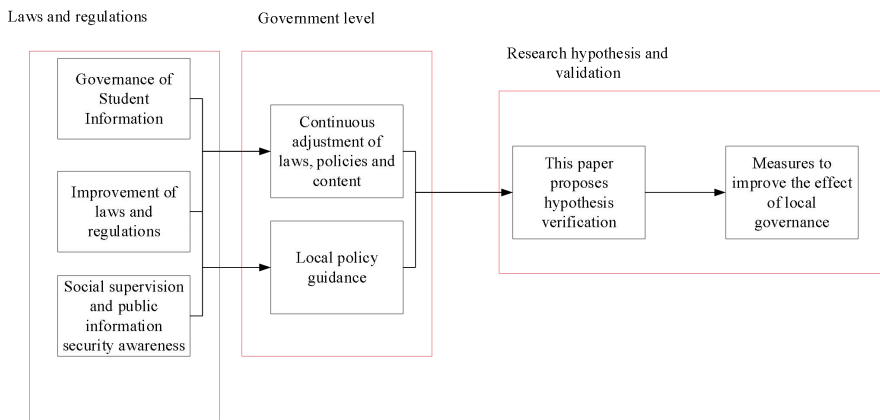 Laws and regulations
Government level
Research hypothesis and
validation
Governance of
Student
Information
Improvement of
laws and
regulations
Social supervision
and public
information
security awareness
Continuous
adjustment of
laws, policies and
content
Local policy
guidance
This paper
proposes
hypothesis
verification
Measures to
improve the effect
of local
governance